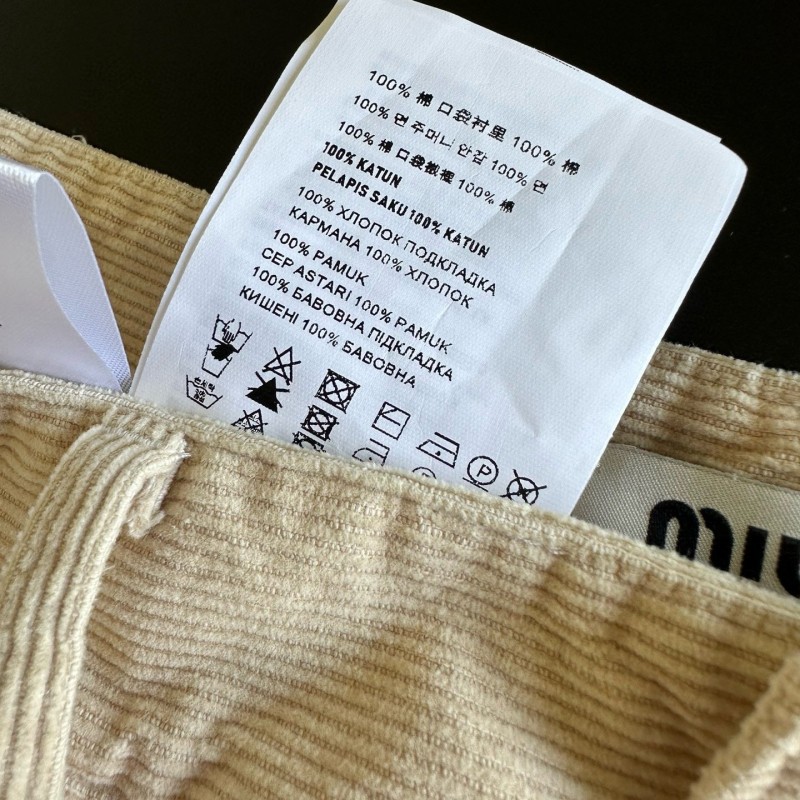 100% 棉 口袋衬里 100% 棉
100% 면 주머니 안감 100% 면
100% 棉 口袋襯裡 100% 棉
100% KATUN
PELAPIS SAKU 100% KATUN
100% ХЛОПОК ПОДКЛАДКА
КАРМАНА 100% ХЛОПОК
100% PAMUK
CEP ASTARI 100% PAMUK
100% БАВОВНА ПІДКЛАДКА
КИШЕНІ 100% БАВОВНА
P
MIU